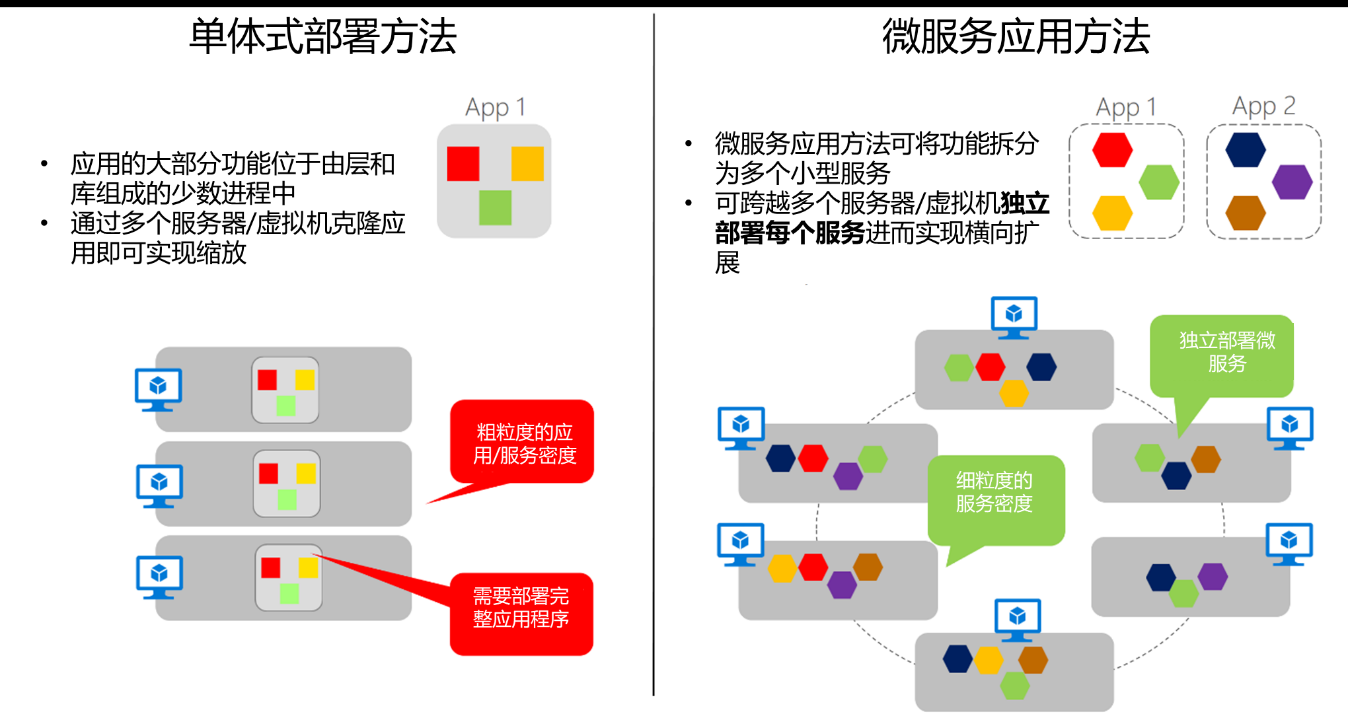 单体式部署方法
App 1
• 应用的大部分功能位于由层和
库组成的少数进程中
• 通过多个服务器/虚拟机克隆应
用即可实现缩放
粗粒度的应
用/服务密度
需要部署完
整应用程序
微服务应用方法
App 1
App 2
• 微服务应用方法可将功能拆分
为多个小型服务
• 可跨越多个服务器/虚拟机独立
部署每个服务进而实现横向扩
展
独立部署微
服务
细粒度的
服务密度